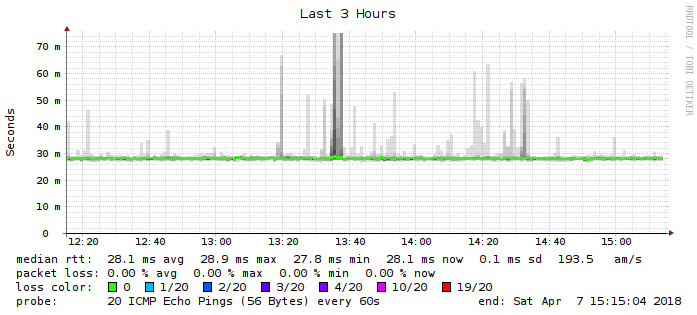 Last 3 Hours
RRDTOOL / TOBI OETIKER
Seconds
70 m
60 m
50 m
40 m
30 m
20 m
10 m
0
12:20 12:40 13:00 13:20 13:40 14:00 14:20 14:40 15:00
median rtt: 28.1 ms avg 28.9 ms max 27.8 ms min 28.1 ms now 0.1 ms sd 193.5 am/s
packet loss: 0.00 % avg 0.00 % max 0.00 % min 0.00 % now
loss color: 0 1/20 2/20 3/20 4/20 10/20 19/20
probe: 20 ICMP Echo Pings (56 Bytes) every 60s end: Sat Apr 7 15:15:04 2018